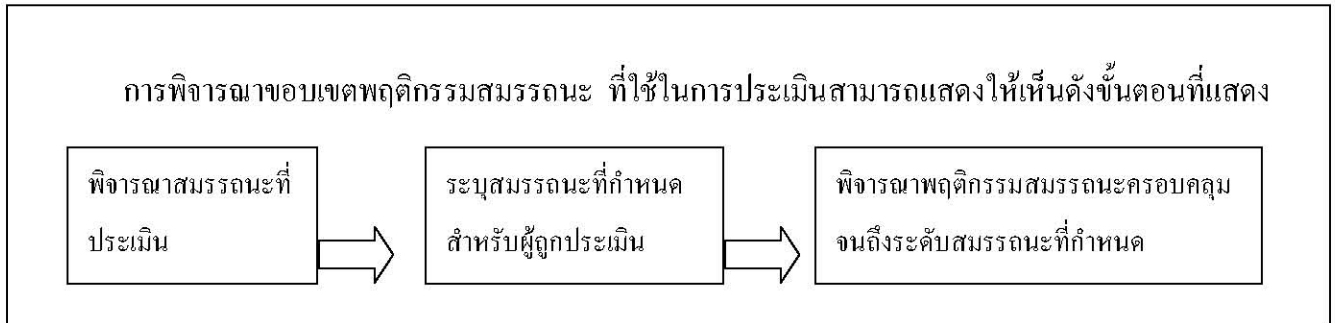 การพิจารณาขอบเขตพฤติกรรมสมรรถนะ ที่ใช้ในการประเมินสามารถแสดงให้เห็นดังขั้นตอนที่แสดง
พิจารณาสมรรถนะที่
ประเมิน
ระบุสมรรถนะที่กำหนด
สำหรับผู้ถูกประเมิน
พิจารณาพฤติกรรมสมรรถนะครอบคลุม
จนถึงระดับสมรรถนะที่กำหนด